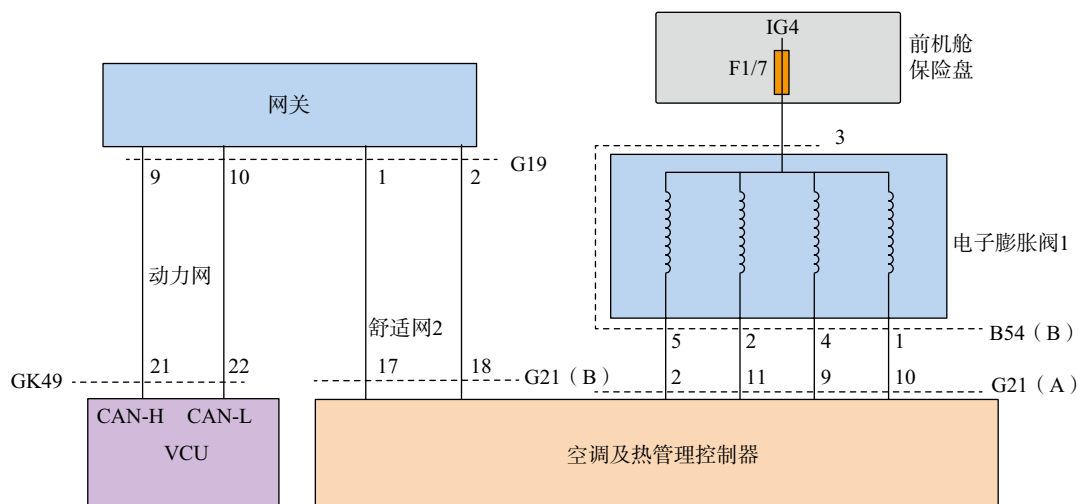 IG4
F1/7
前机舱
保险盘
网关
3
G19
9
10
1
2
电子膨胀阀1
动力网
舒适网2
5
2
4
1
B54（B）
GK49
21
22
17
18
G21（B）
2
11
9
10
G21（A）
CAN-H
CAN-L
VCU
空调及热管理控制器